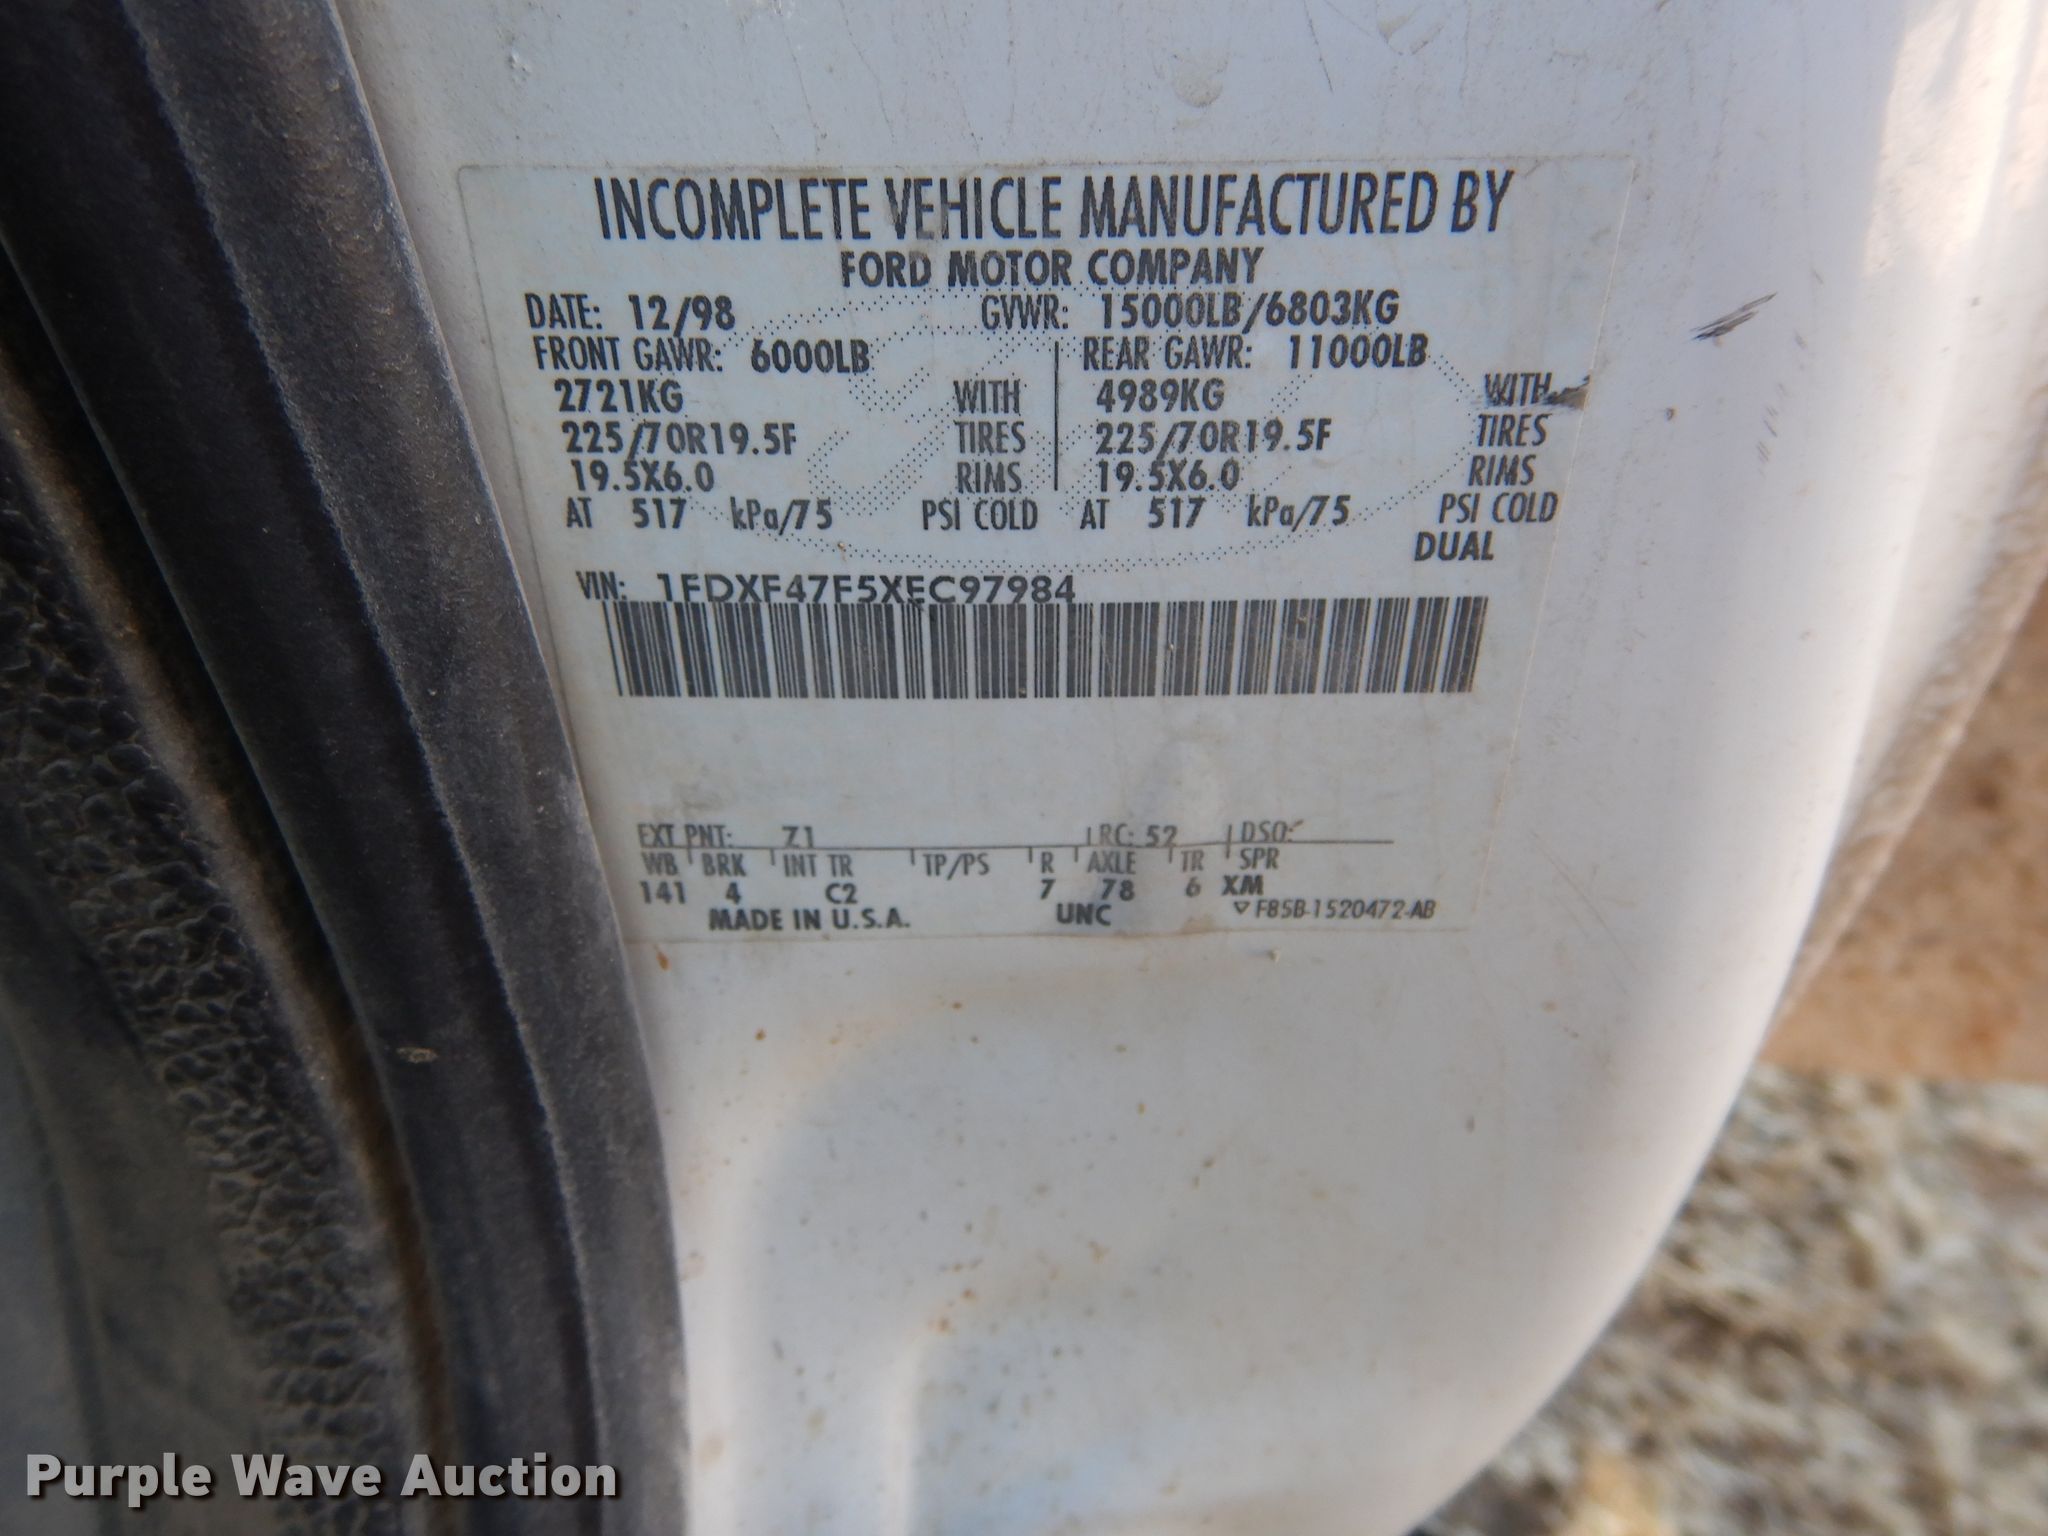 INCOMPLETE VEHICLE MANUFACTURED BY
FORD MOTOR COMPANY
DATE: 12/98 GVWR: 15000LB/6803KG
FRONT GAWR: 6000LB REAR GAWR: 11000LB
2721KG WITH 4989KG WITH
225/70R19.5F TIRES 225/70R19.5F TIRES
19.5X6.0 RIMS 19.5X6.0 RIMS
AT 517 kPa/75 PSI COLD AT 517 kPa/75 PSI COLD
DUAL
VIN: 1FDXF47F5XEC97984
EXT PNT: Z1 RC: 52 DSO:
WB BRK INT TR TP/PS R AXLE TR SPR
141 4 C2 7 78 6 XM
MADE IN U.S.A. UNC ▽ F85B-1520472-AB
Purple Wave Auction